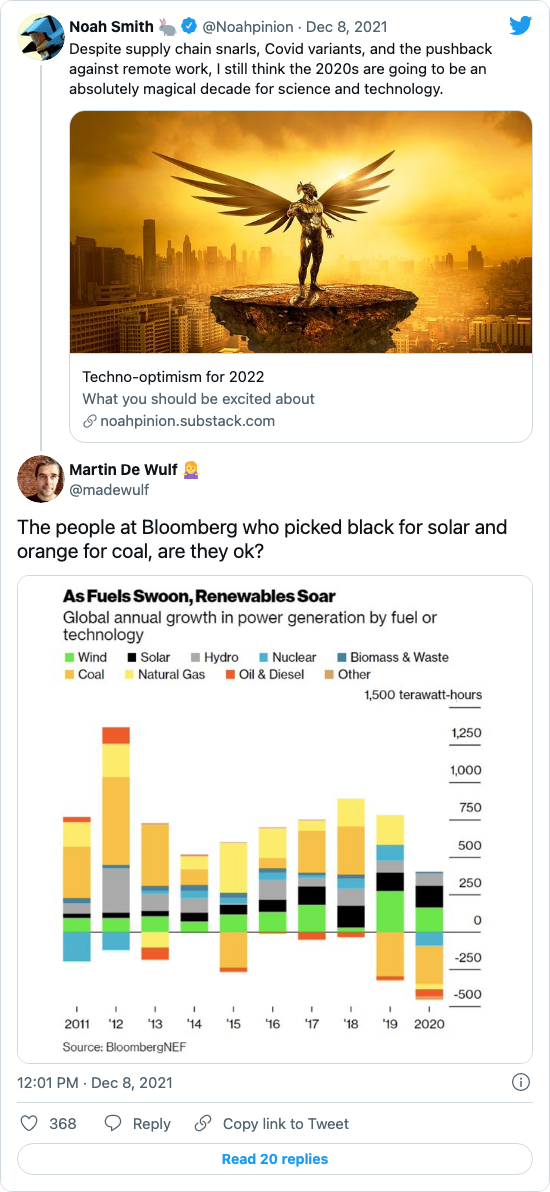 Noah Smith 🐇 @Noahpinion · Dec 8, 2021
Despite supply chain snarls, Covid variants, and the pushback
against remote work, I still think the 2020s are going to be an
absolutely magical decade for science and technology.
Techno-optimism for 2022
What you should be excited about
noahpinion.substack.com
Martin De Wulf 🙎‍♀️
@madewulf
The people at Bloomberg who picked black for solar and
orange for coal, are they ok?
As Fuels Swoon, Renewables Soar
Global annual growth in power generation by fuel or
technology
Wind Solar Hydro Nuclear Biomass & Waste
Coal Natural Gas Oil & Diesel Other
1,500 terawatt-hours
1,250
1,000
750
500
250
0
-250
-500
2011 '12 '13 '14 '15 '16 '17 '18 '19 2020
Source: BloombergNEF
12:01 PM · Dec 8, 2021
368 Reply Copy link to Tweet
Read 20 replies